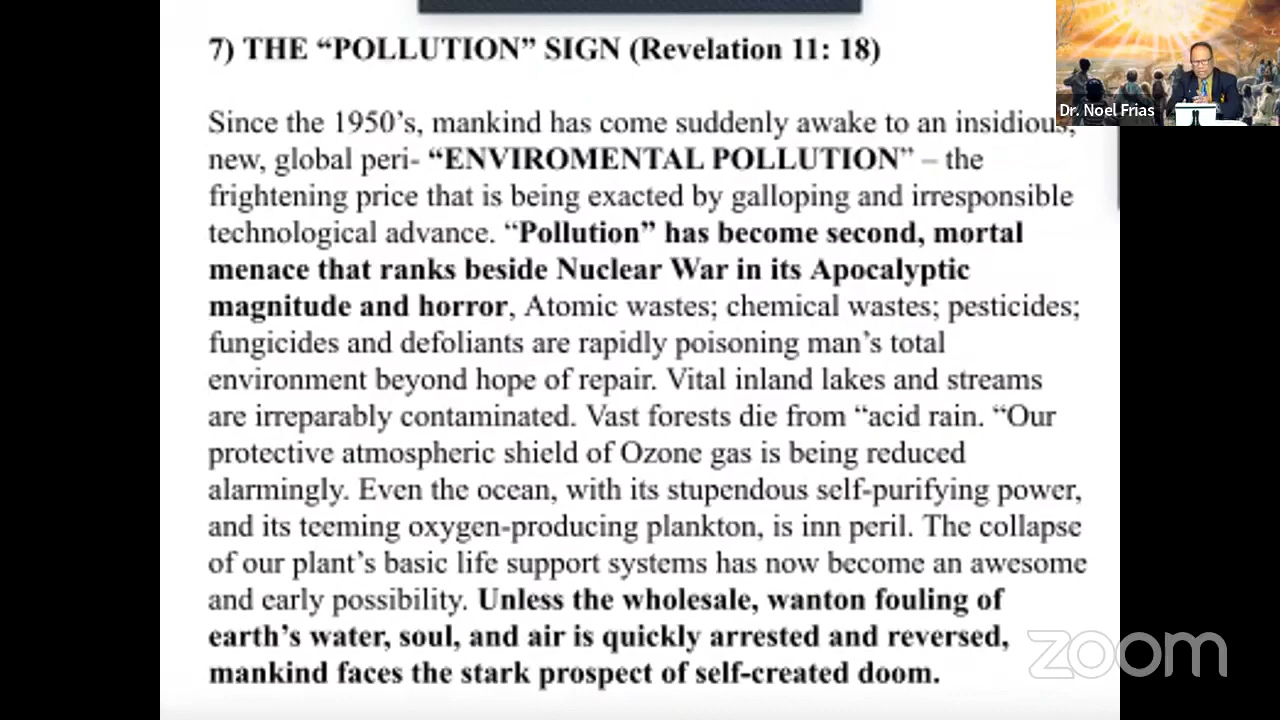 7) THE “POLLUTION” SIGN (Revelation 11: 18)
Dr. Noel Frias
Since the 1950’s, mankind has come suddenly awake to an insidious,
new, global peri- “ENVIROMENTAL POLLUTION” – the
frightening price that is being exacted by galloping and irresponsible
technological advance. “Pollution” has become second, mortal
menace that ranks beside Nuclear War in its Apocalyptic
magnitude and horror, Atomic wastes; chemical wastes; pesticides;
fungicides and defoliants are rapidly poisoning man’s total
environment beyond hope of repair. Vital inland lakes and streams
are irreparably contaminated. Vast forests die from “acid rain. “Our
protective atmospheric shield of Ozone gas is being reduced
alarmingly. Even the ocean, with its stupendous self-purifying power,
and its teeming oxygen-producing plankton, is inn peril. The collapse
of our plant’s basic life support systems has now become an awesome
and early possibility. Unless the wholesale, wanton fouling of
earth’s water, soul, and air is quickly arrested and reversed,
mankind faces the stark prospect of self-created doom.
zoom